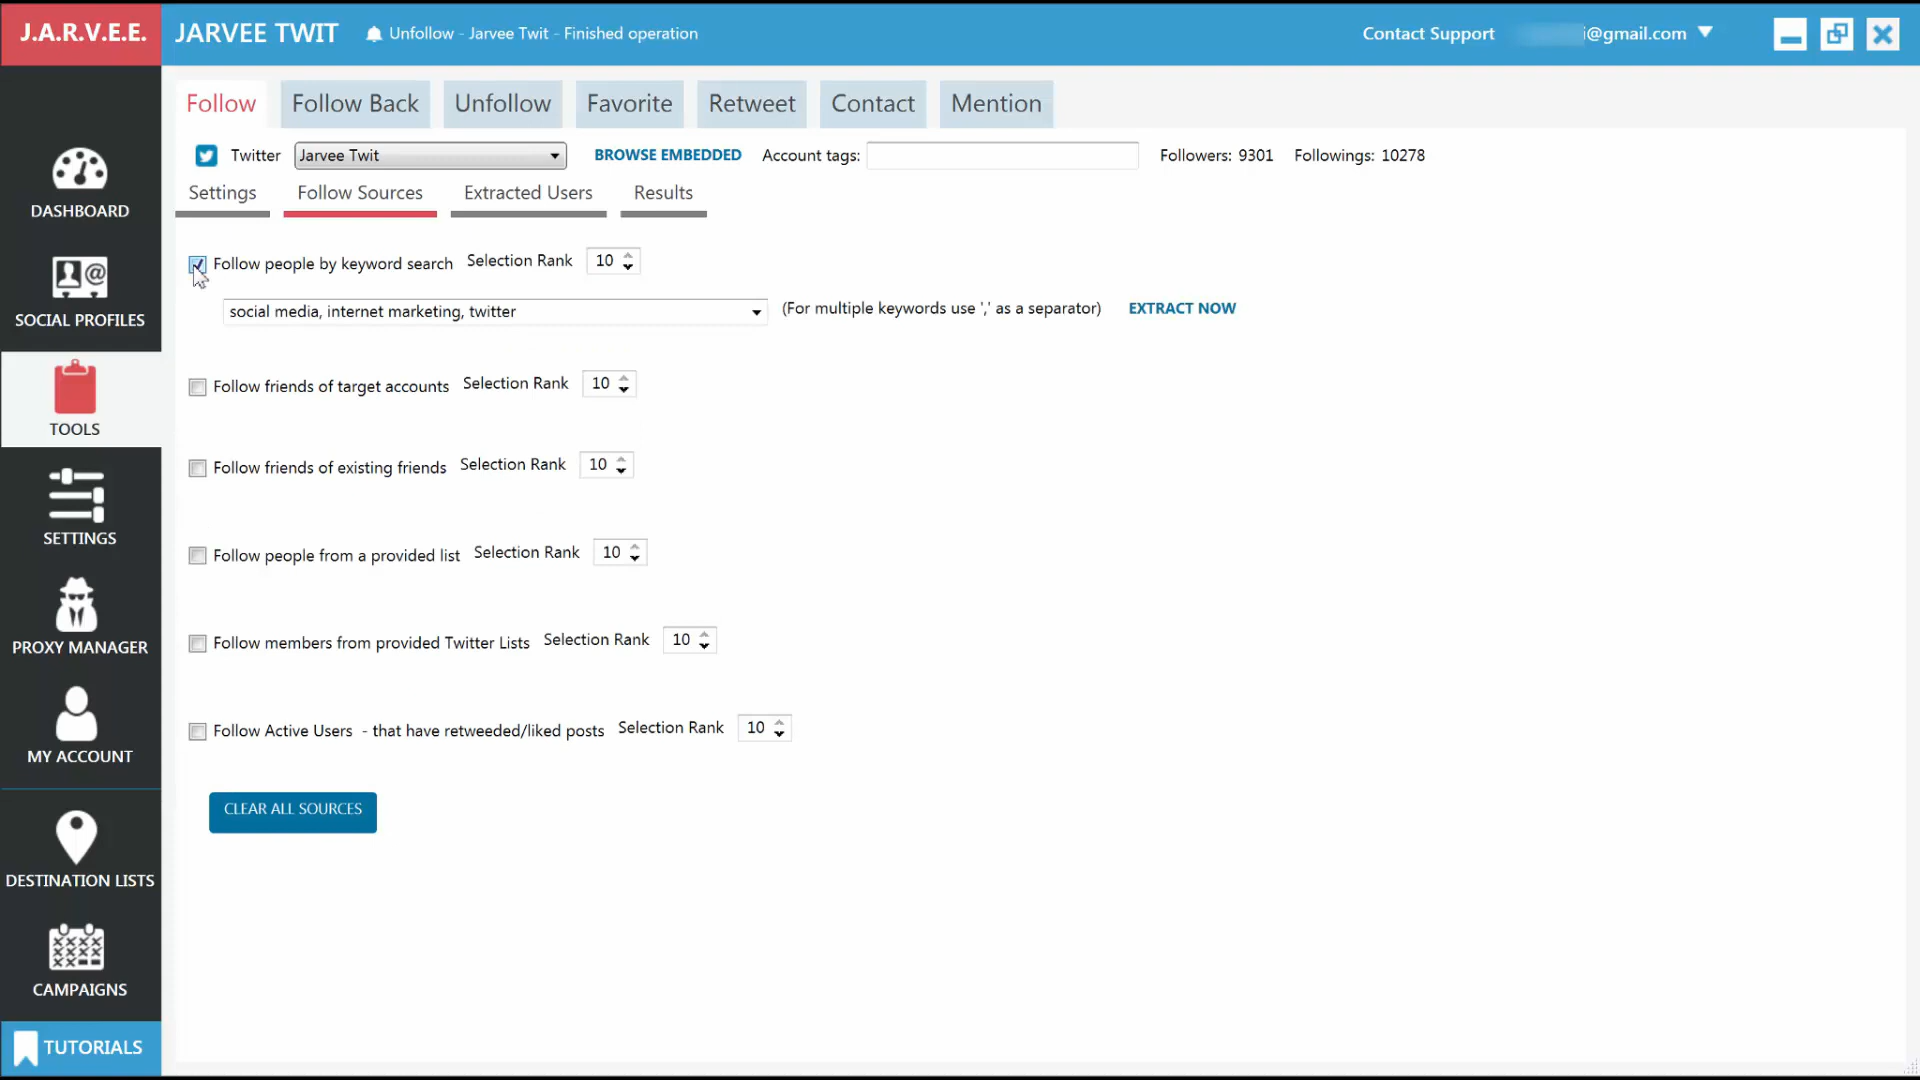 J.A.R.V.E.E.
JARVEE TWIT Unfollow - Jarvee Twit - Finished operation Contact Support i@gmail.com
Follow Follow Back Unfollow Favorite Retweet Contact Mention
Twitter Jarvee Twit BROWSE EMBEDDED Account tags: Followers: 9301 Followings: 10278
Settings Follow Sources Extracted Users Results
Follow people by keyword search Selection Rank 10
social media, internet marketing, twitter (For multiple keywords use ',' as a separator) EXTRACT NOW
Follow friends of target accounts Selection Rank 10
Follow friends of existing friends Selection Rank 10
Follow people from a provided list Selection Rank 10
Follow members from provided Twitter Lists Selection Rank 10
Follow Active Users - that have retweeded/liked posts Selection Rank 10
CLEAR ALL SOURCES
DASHBOARD
SOCIAL PROFILES
TOOLS
SETTINGS
PROXY MANAGER
MY ACCOUNT
DESTINATION LISTS
CAMPAIGNS
TUTORIALS